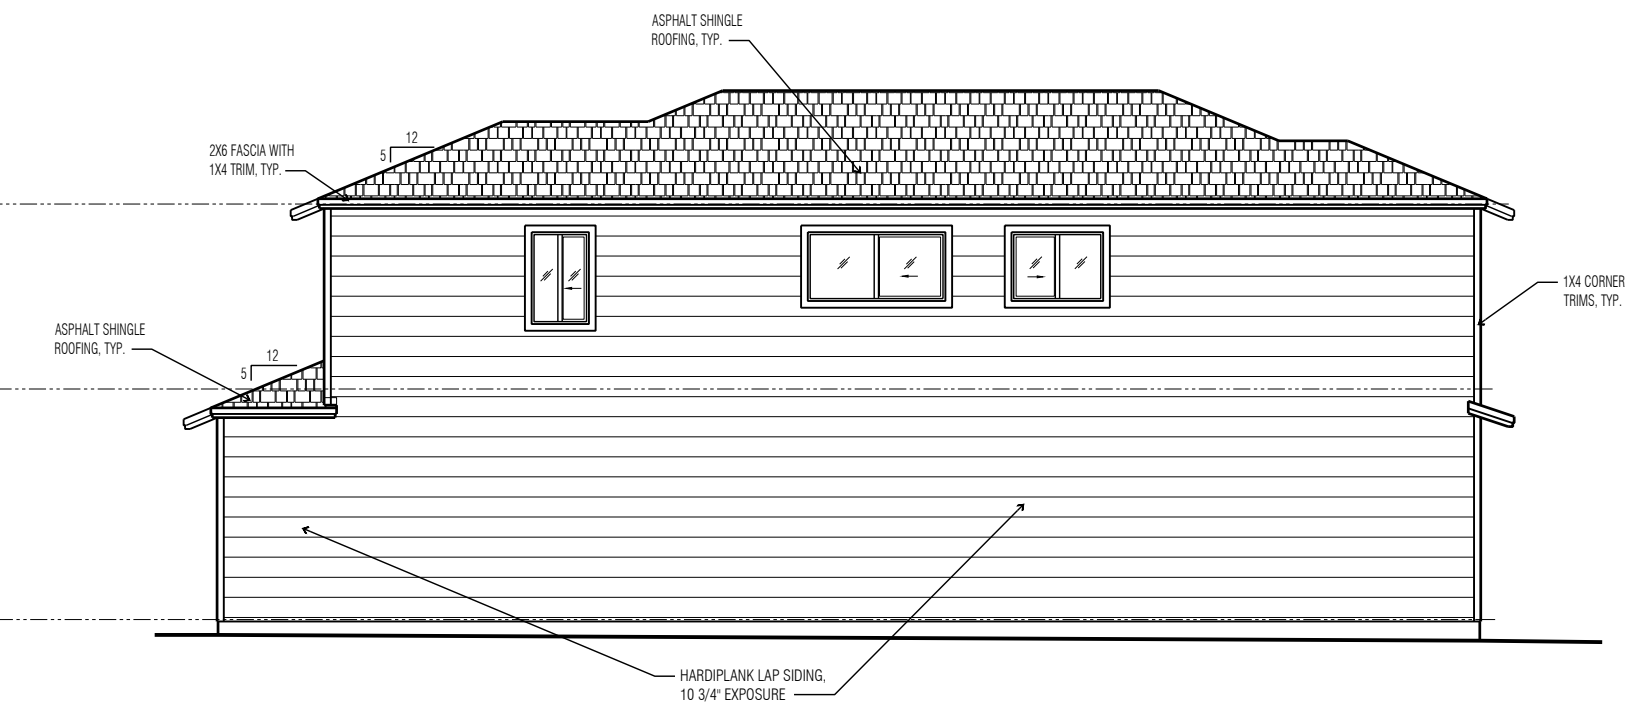 ASPHALT SHINGLE
ROOFING, TYP.
12
5
2X6 FASCIA WITH
1X4 TRIM, TYP.
1X4 CORNER
TRIMS, TYP.
ASPHALT SHINGLE
ROOFING, TYP.
12
5
HARDIPLANK LAP SIDING,
10 3/4" EXPOSURE